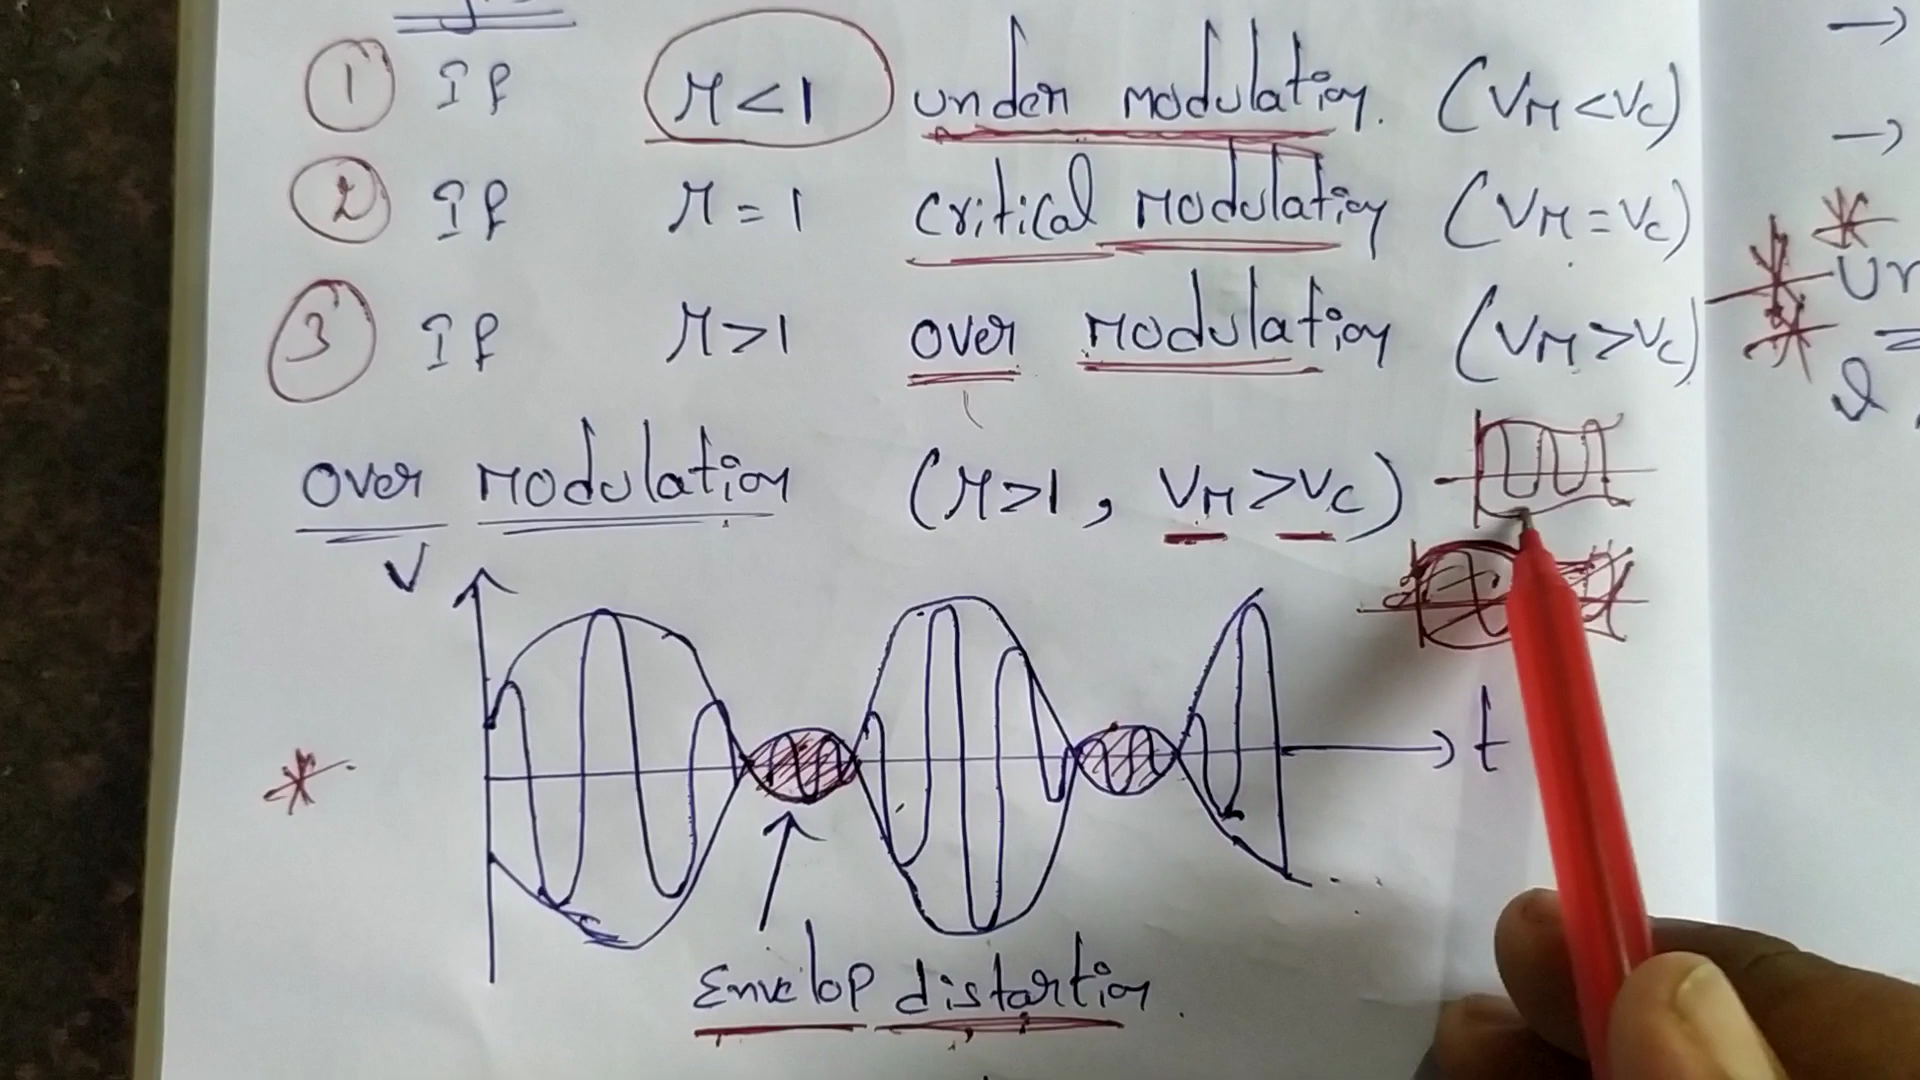 1 If M<1 under modulation. (VM<Vc)
2 If M=1 critical Modulation (VM=Vc)
3 If M>1 over Modulation (VM>Vc)
over Modulation (M>1, VM>Vc)
V
t
Envelop distartion.